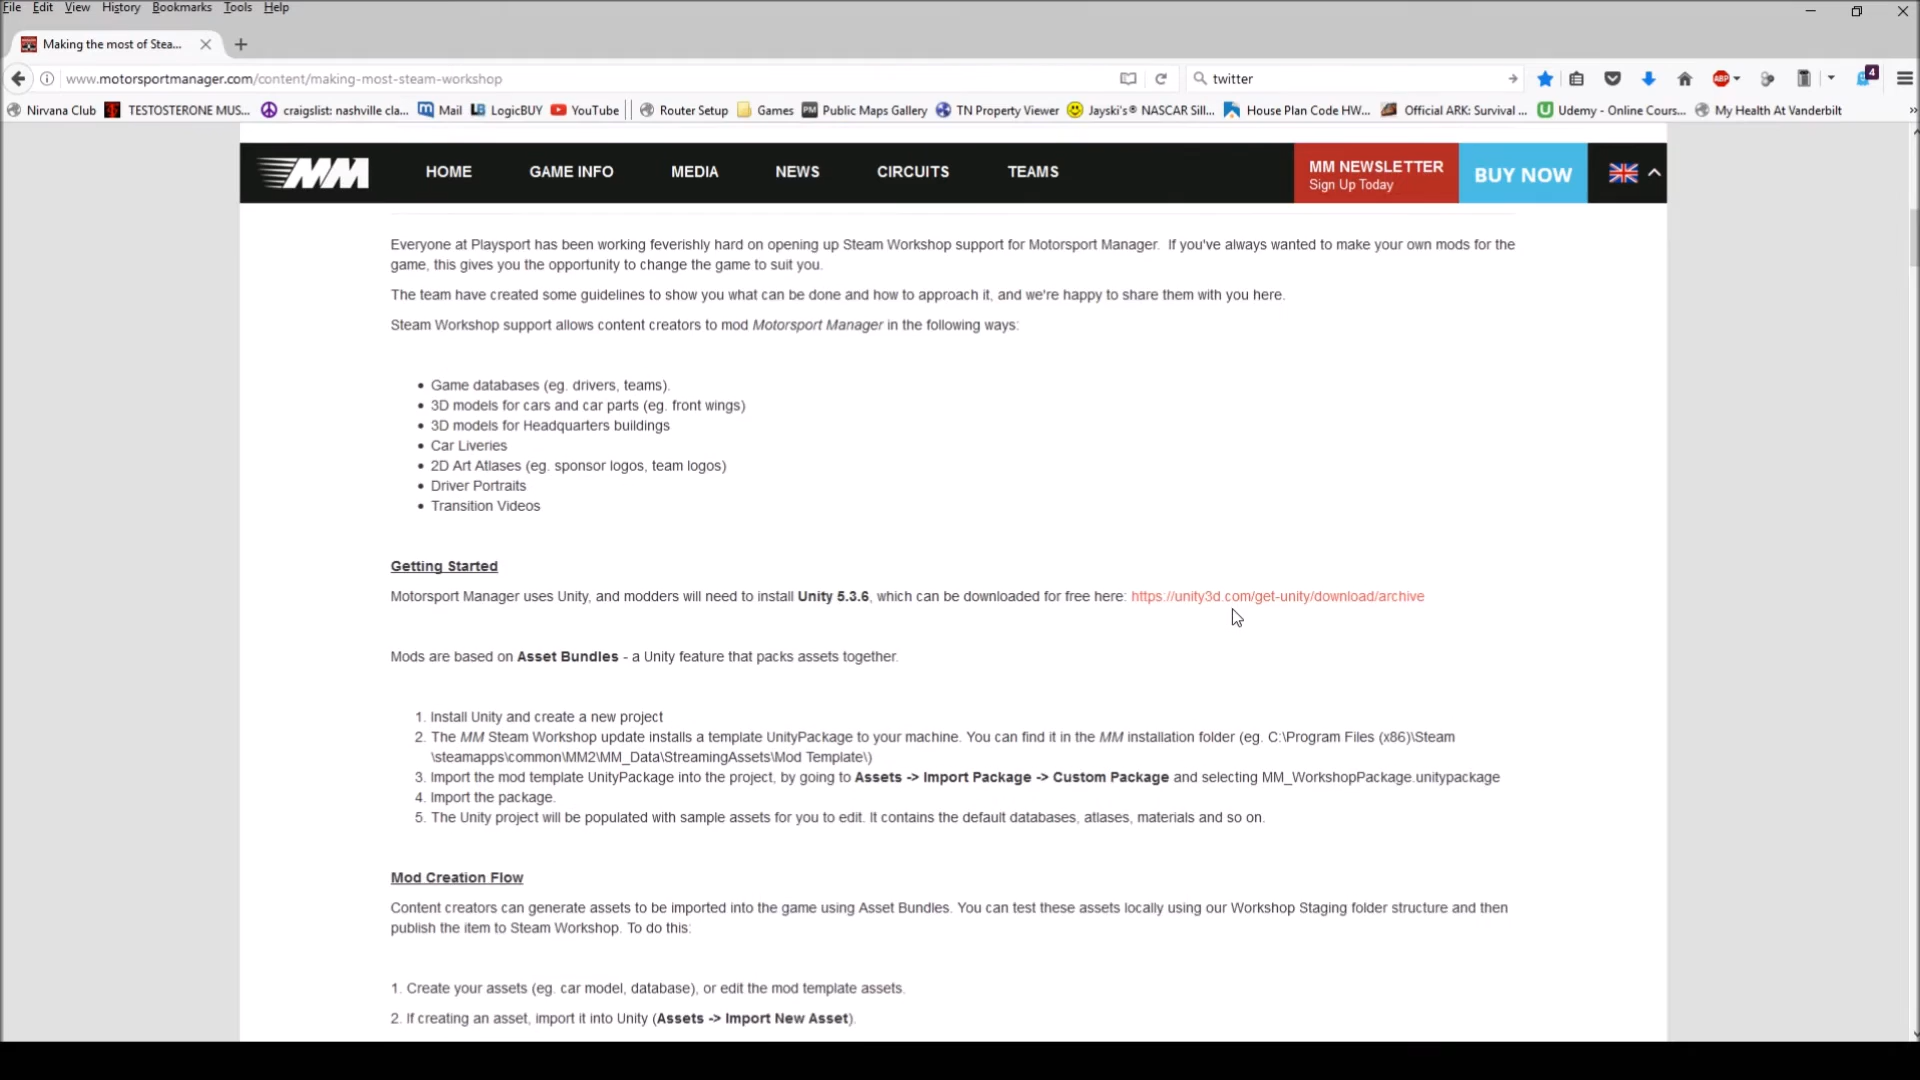 File Edit View History Bookmarks Tools Help
Making the most of Stea...
www.motorsportmanager.com/content/making-most-steam-workshop
twitter
ABP
4
Nirvana Club TESTOSTERONE MUS... craigslist: nashville cla... Mail LogicBUY YouTube Router Setup Games Public Maps Gallery TN Property Viewer Jayski's® NASCAR Sill... House Plan Code HW... Official ARK: Survival ... Udemy - Online Cours... My Health At Vanderbilt
MM HOME GAME INFO MEDIA NEWS CIRCUITS TEAMS
MM NEWSLETTER
Sign Up Today
BUY NOW
Everyone at Playsport has been working feverishly hard on opening up Steam Workshop support for Motorsport Manager. If you've always wanted to make your own mods for the
game, this gives you the opportunity to change the game to suit you.
The team have created some guidelines to show you what can be done and how to approach it, and we're happy to share them with you here.
Steam Workshop support allows content creators to mod Motorsport Manager in the following ways:
• Game databases (eg. drivers, teams).
• 3D models for cars and car parts (eg. front wings)
• 3D models for Headquarters buildings
• Car Liveries
• 2D Art Atlases (eg. sponsor logos, team logos)
• Driver Portraits
• Transition Videos
Getting Started
Motorsport Manager uses Unity, and modders will need to install Unity 5.3.6, which can be downloaded for free here: https://unity3d.com/get-unity/download/archive
Mods are based on Asset Bundles - a Unity feature that packs assets together.
1. Install Unity and create a new project
2. The MM Steam Workshop update installs a template UnityPackage to your machine. You can find it in the MM installation folder (eg. C:\Program Files (x86)\Steam
\steamapps\common\MM2\MM_Data\StreamingAssets\Mod Template\)
3. Import the mod template UnityPackage into the project, by going to Assets -> Import Package -> Custom Package and selecting MM_WorkshopPackage.unitypackage
4. Import the package.
5. The Unity project will be populated with sample assets for you to edit. It contains the default databases, atlases, materials and so on.
Mod Creation Flow
Content creators can generate assets to be imported into the game using Asset Bundles. You can test these assets locally using our Workshop Staging folder structure and then
publish the item to Steam Workshop. To do this:
1. Create your assets (eg. car model, database), or edit the mod template assets.
2. If creating an asset, import it into Unity (Assets -> Import New Asset).